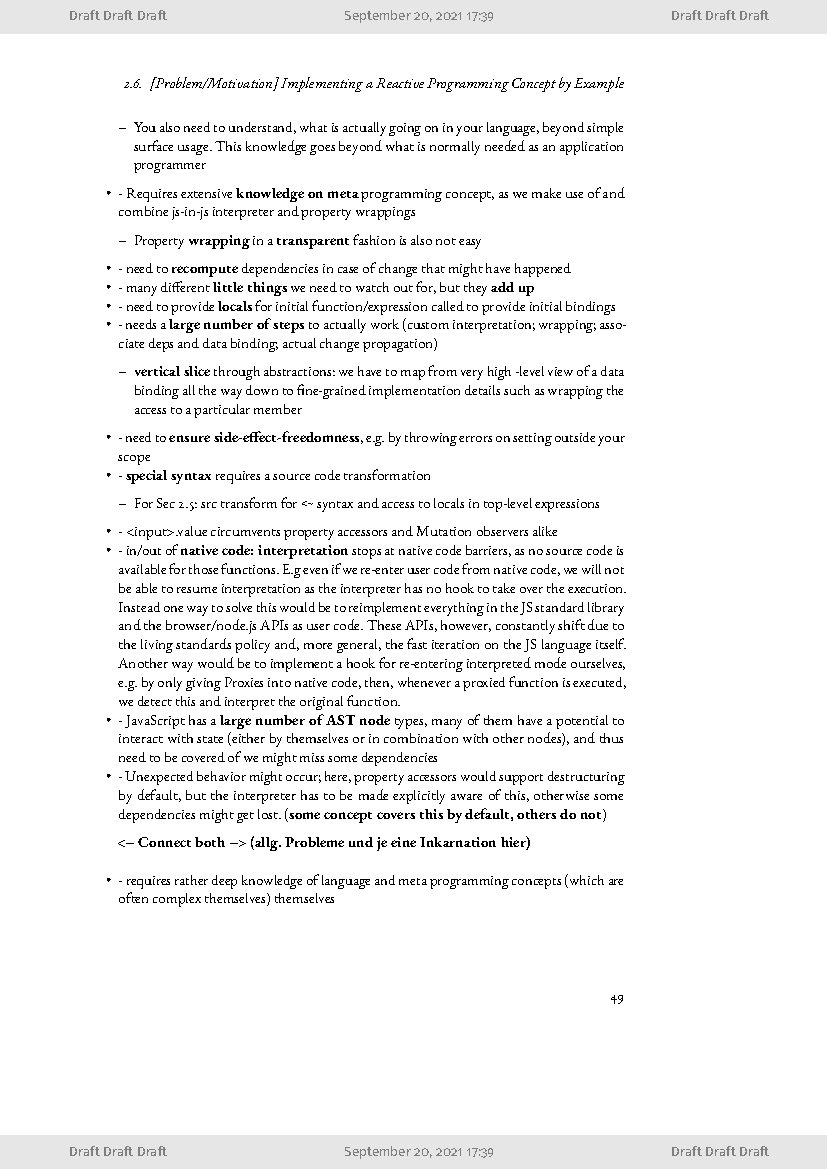 Draft Draft Draft September 20, 2021 17:39 Draft Draft Draft
2.6. [Problem/Motivation] Implementing a Reactive Programming Concept by Example
– You also need to understand, what is actually going on in your language, beyond simple
surface usage. This knowledge goes beyond what is normally needed as an application
programmer
• - Requires extensive knowledge on meta programming concept, as we make use of and
combine js-in-js interpreter and property wrappings
– Property wrapping in a transparent fashion is also not easy
• - need to recompute dependencies in case of change that might have happened
• - many different little things we need to watch out for, but they add up
• - need to provide locals for initial function/expression called to provide initial bindings
• - needs a large number of steps to actually work (custom interpretation; wrapping; asso-
ciate deps and data binding; actual change propagation)
– vertical slice through abstractions: we have to map from very high -level view of a data
binding all the way down to fine-grained implementation details such as wrapping the
access to a particular member
• - need to ensure side-effect-freedomness, e.g. by throwing errors on setting outside your
scope
• - special syntax requires a source code transformation
– For Sec 2.5: src transform for <~ syntax and access to locals in top-level expressions
• - <input>.value circumvents property accessors and Mutation observers alike
• - in/out of native code: interpretation stops at native code barriers, as no source code is
available for those functions. E.g even if we re-enter user code from native code, we will not
be able to resume interpretation as the interpreter has no hook to take over the execution.
Instead one way to solve this would be to reimplement everything in the JS standard library
and the browser/node.js APIs as user code. These APIs, however, constantly shift due to
the living standards policy and, more general, the fast iteration on the JS language itself.
Another way would be to implement a hook for re-entering interpreted mode ourselves,
e.g. by only giving Proxies into native code, then, whenever a proxied function is executed,
we detect this and interpret the original function.
• - JavaScript has a large number of AST node types, many of them have a potential to
interact with state (either by themselves or in combination with other nodes), and thus
need to be covered of we might miss some dependencies
• - Unexpected behavior might occur; here, property accessors would support destructuring
by default, but the interpreter has to be made explicitly aware of this, otherwise some
dependencies might get lost. (some concept covers this by default, others do not)
<– Connect both –> (allg. Probleme und je eine Inkarnation hier)
• - requires rather deep knowledge of language and meta programming concepts (which are
often complex themselves) themselves
49
Draft Draft Draft September 20, 2021 17:39 Draft Draft Draft